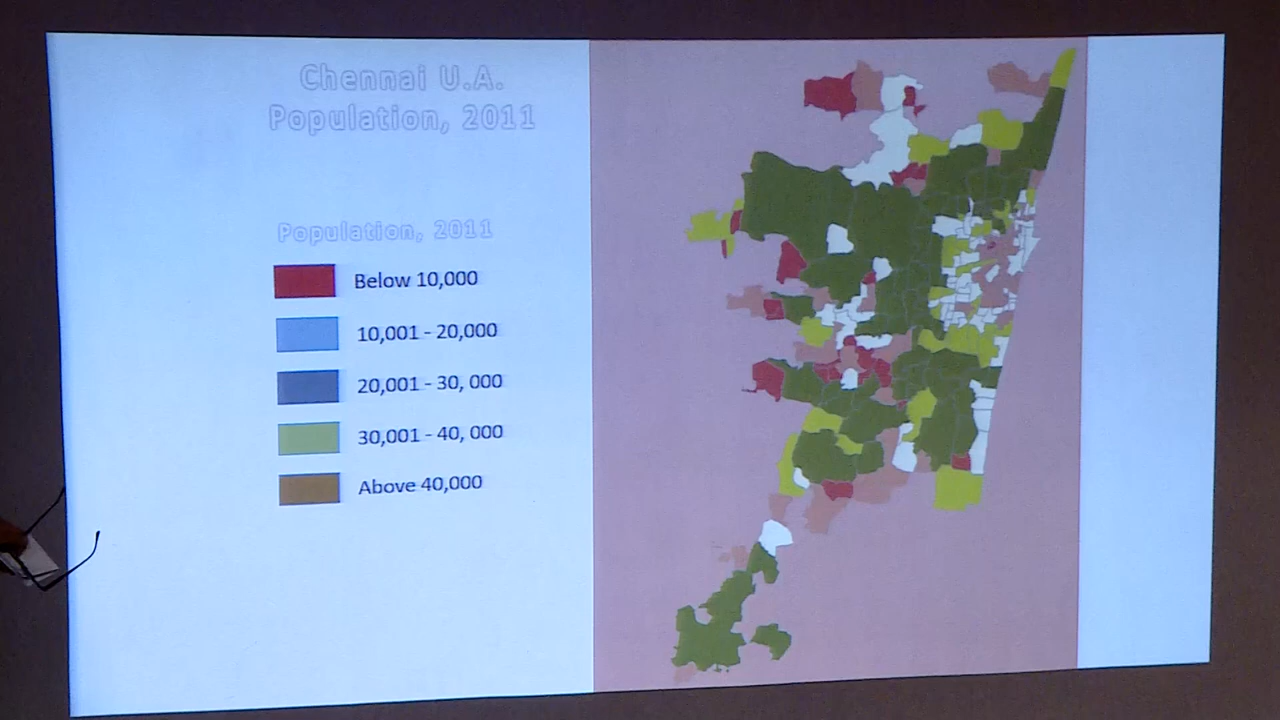 Chennai U.A.
Population, 2011
Population, 2011
Below 10,000
10,001 - 20,000
20,001 - 30, 000
30,001 - 40, 000
Above 40,000